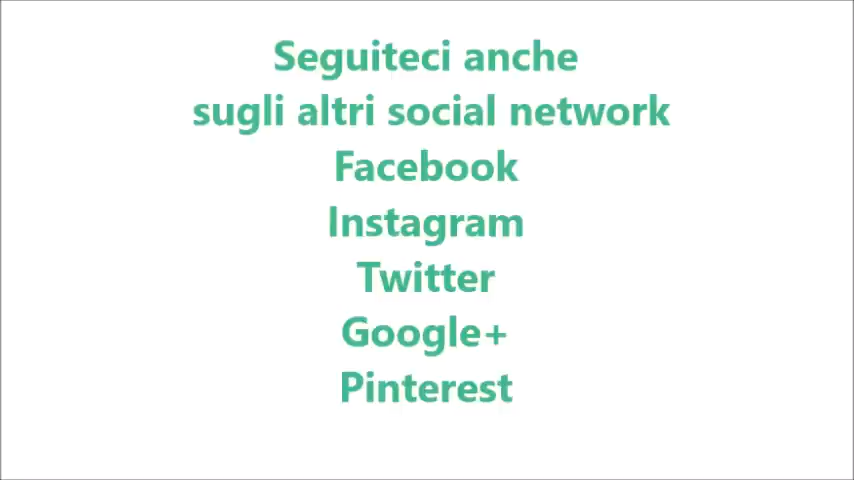 Seguiteci anche
sugli altri social network
Facebook
Instagram
Twitter
Google+
Pinterest